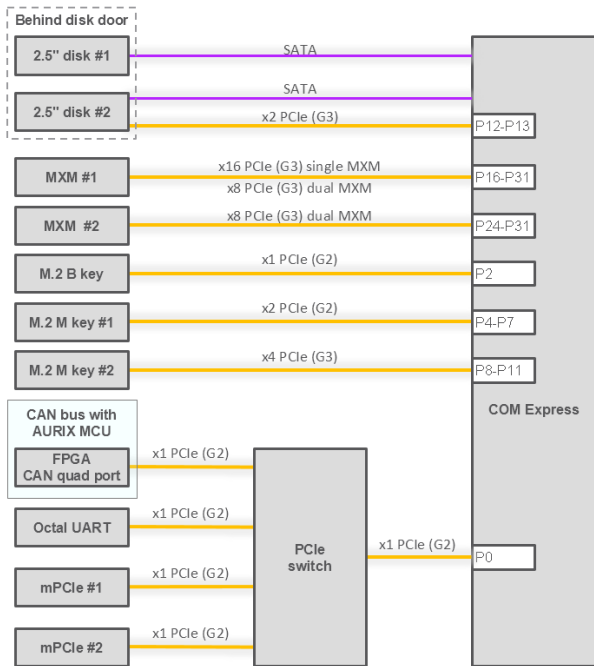 Behind disk door
2.5" disk #1
SATA
2.5" disk #2
SATA
x2 PCIe (G3)
P12-P13
MXM #1
x16 PCIe (G3) single MXM
x8 PCIe (G3) dual MXM
P16-P31
MXM #2
x8 PCIe (G3) dual MXM
P24-P31
M.2 B key
x1 PCIe (G2)
P2
M.2 M key #1
x2 PCIe (G2)
P4-P7
M.2 M key #2
x4 PCIe (G3)
P8-P11
COM Express
CAN bus with
AURIX MCU
FPGA
CAN quad port
x1 PCIe (G2)
Octal UART
x1 PCIe (G2)
PCIe
switch
x1 PCIe (G2)
P0
mPCIe #1
x1 PCIe (G2)
mPCIe #2
x1 PCIe (G2)